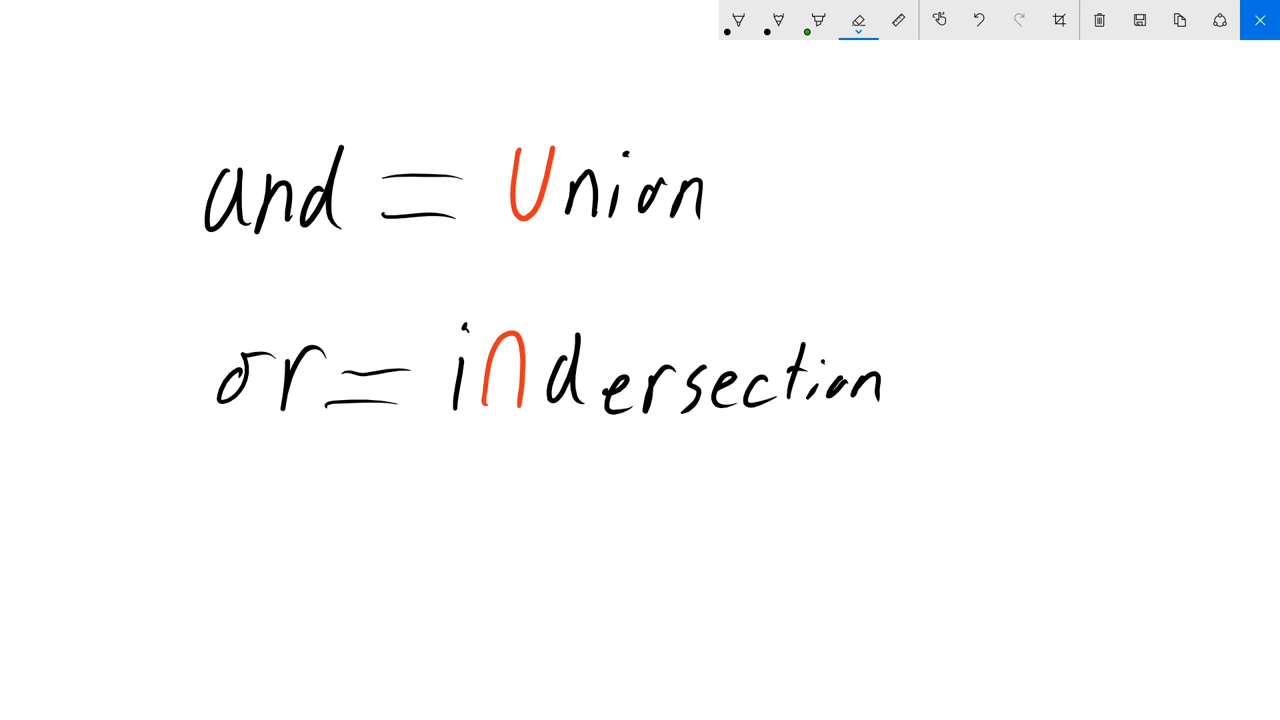 and = Union
or = indersection